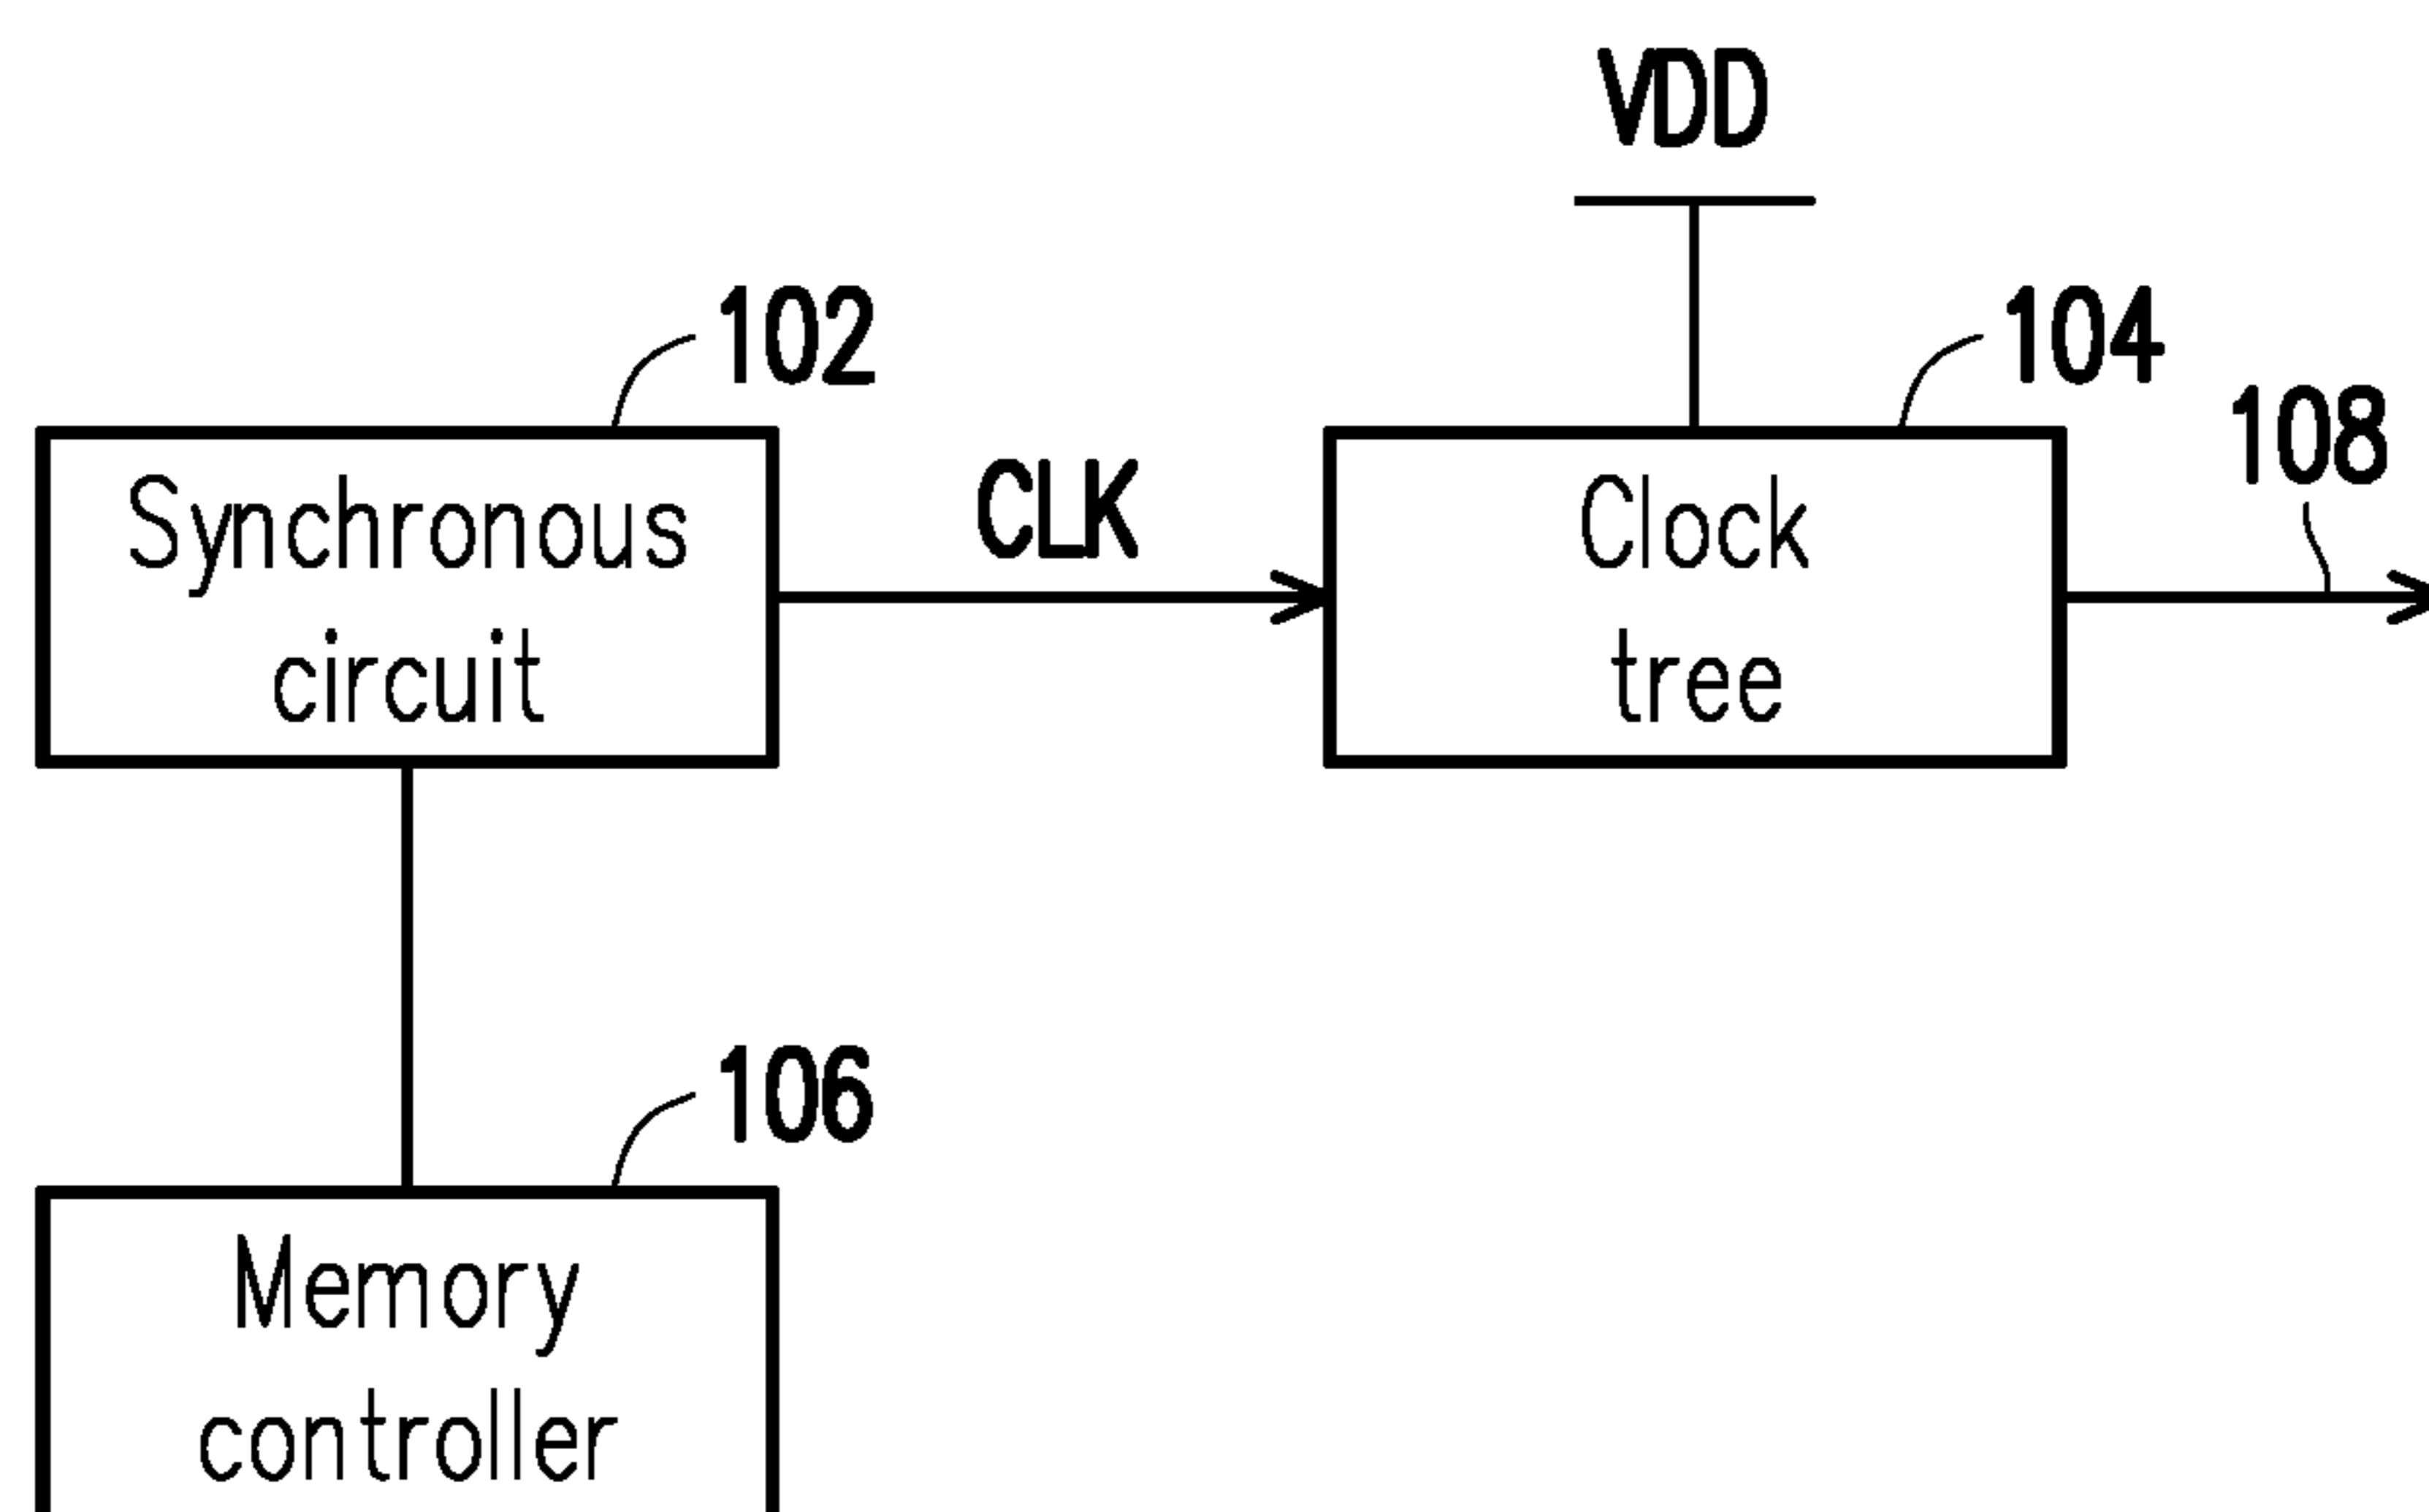 VDD
102
104
108
Synchronous
circuit
CLK
Clock
tree
106
Memory
controller